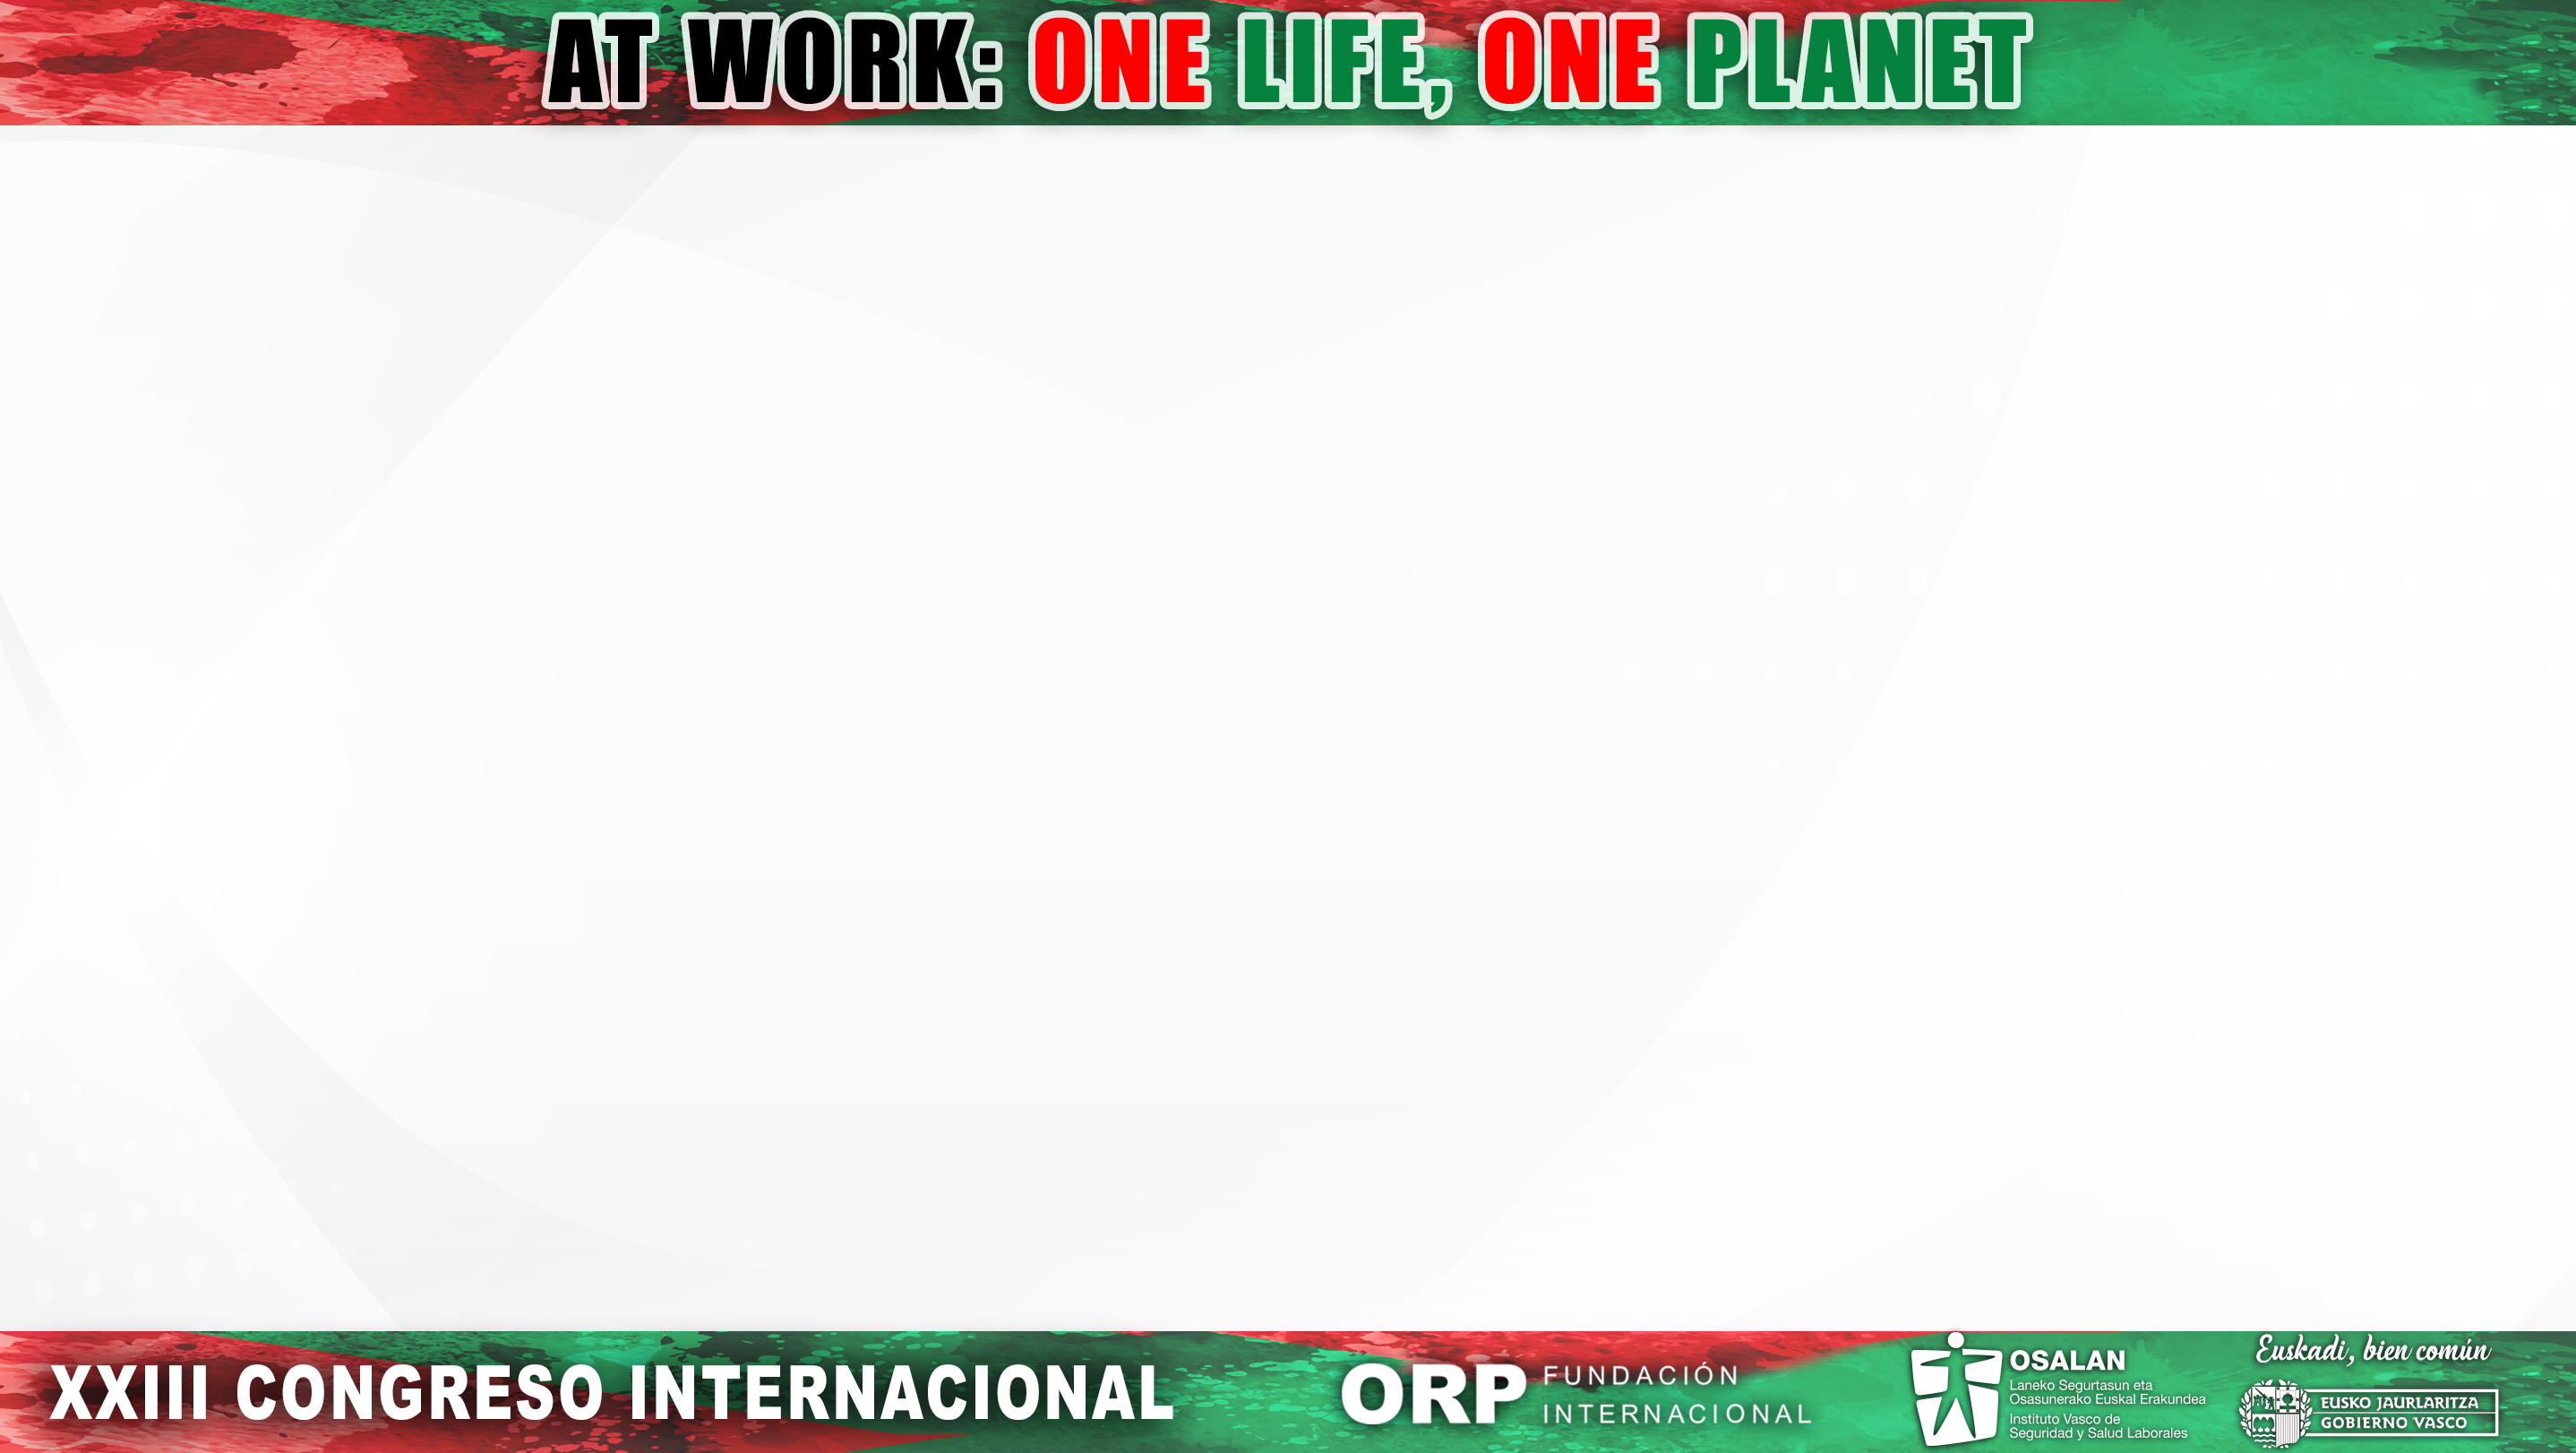 AT WORK: ONE LIFE, ONE PLANET
XXIII CONGRESO INTERNACIONAL
ORP
FUNDACIÓN
INTERNACIONAL
OSALAN
Laneko Segurtasun eta
Osasunerako Euskal Erakundea
Instituto Vasco de
Seguridad y Salud Laborales
Euskadi, bien común
EUSKO JAURLARITZA
GOBIERNO VASCO